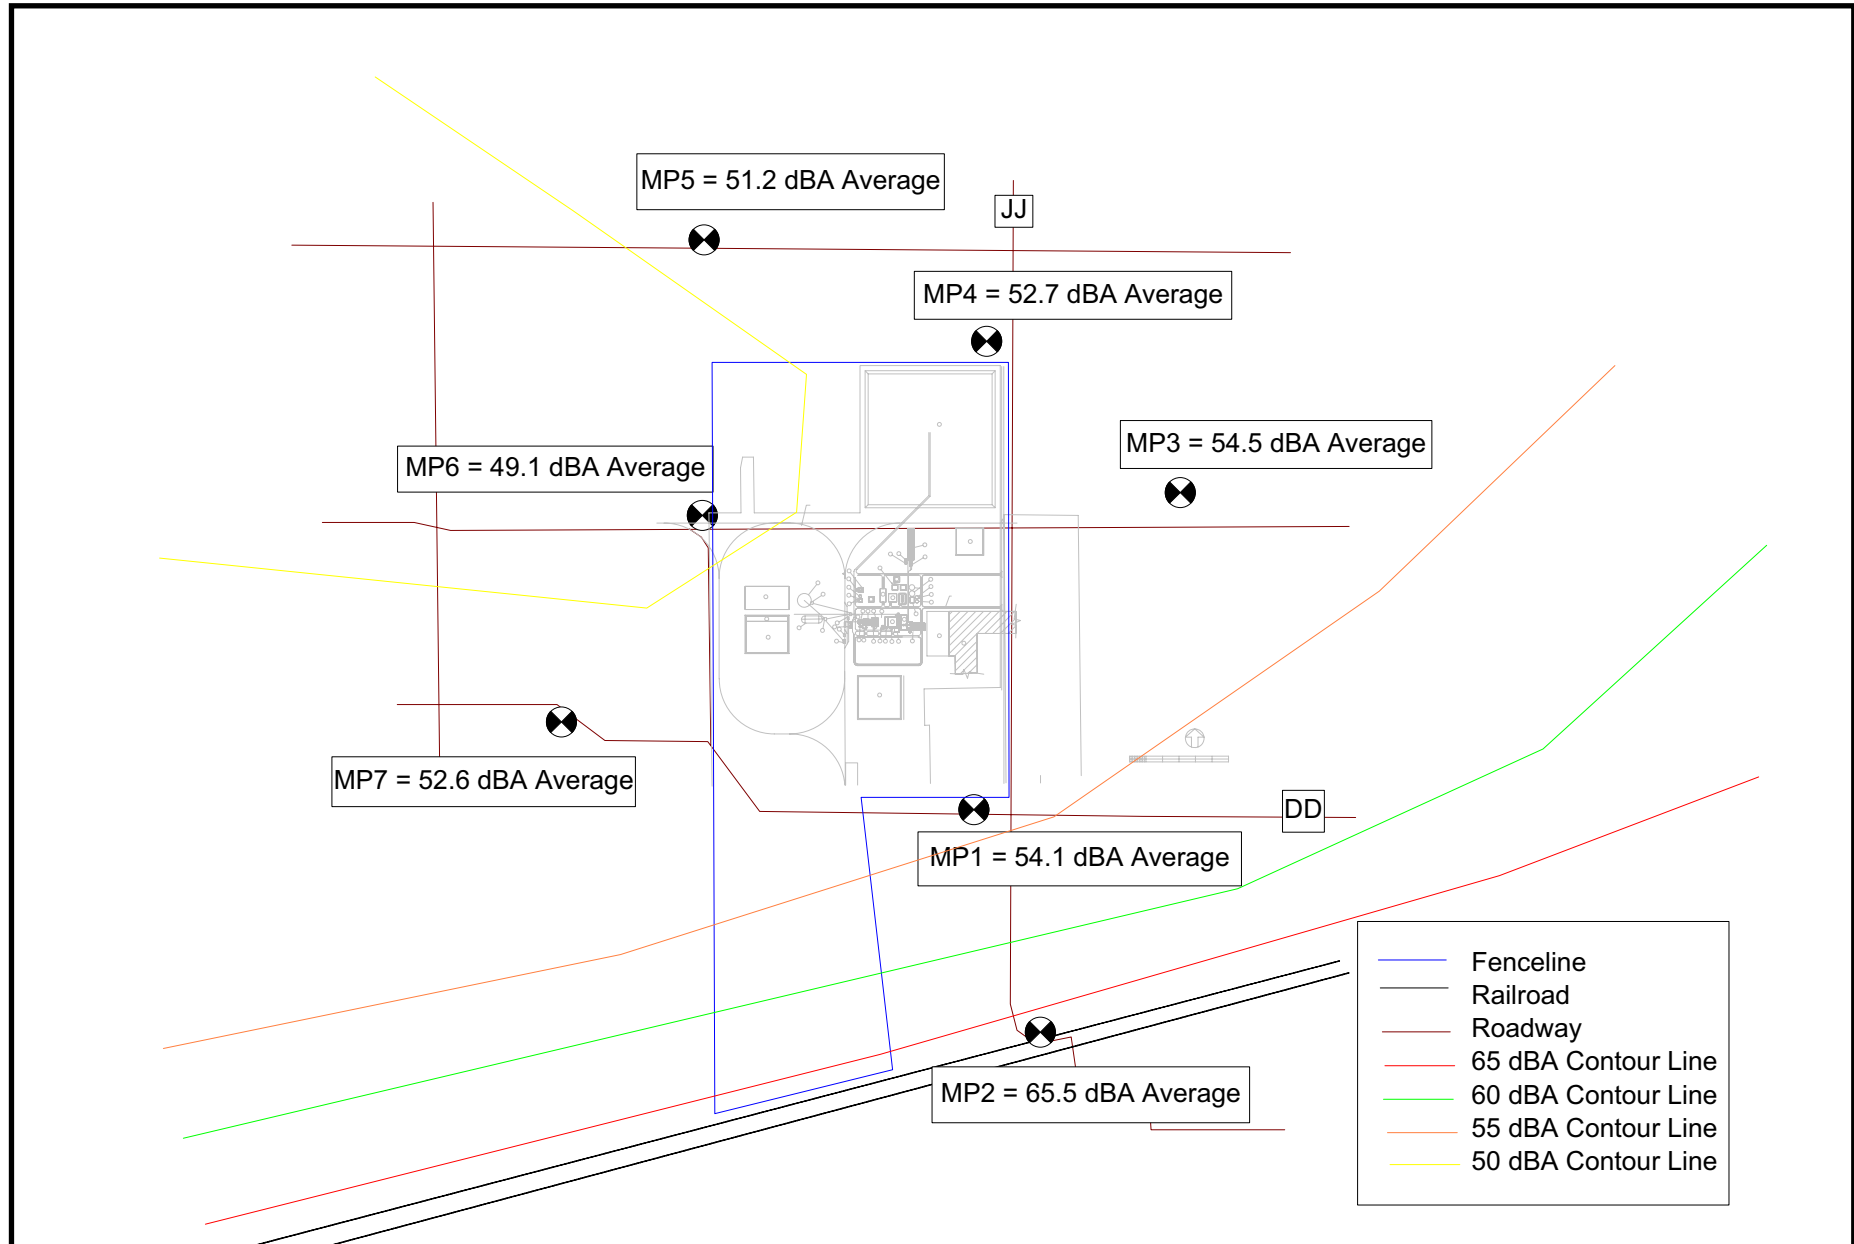 MP5 = 51.2 dBA Average
JJ
MP4 = 52.7 dBA Average
MP3 = 54.5 dBA Average
MP6 = 49.1 dBA Average
MP7 = 52.6 dBA Average
DD
MP1 = 54.1 dBA Average
MP2 = 65.5 dBA Average
Fenceline
Railroad
Roadway
65 dBA Contour Line
60 dBA Contour Line
55 dBA Contour Line
50 dBA Contour Line